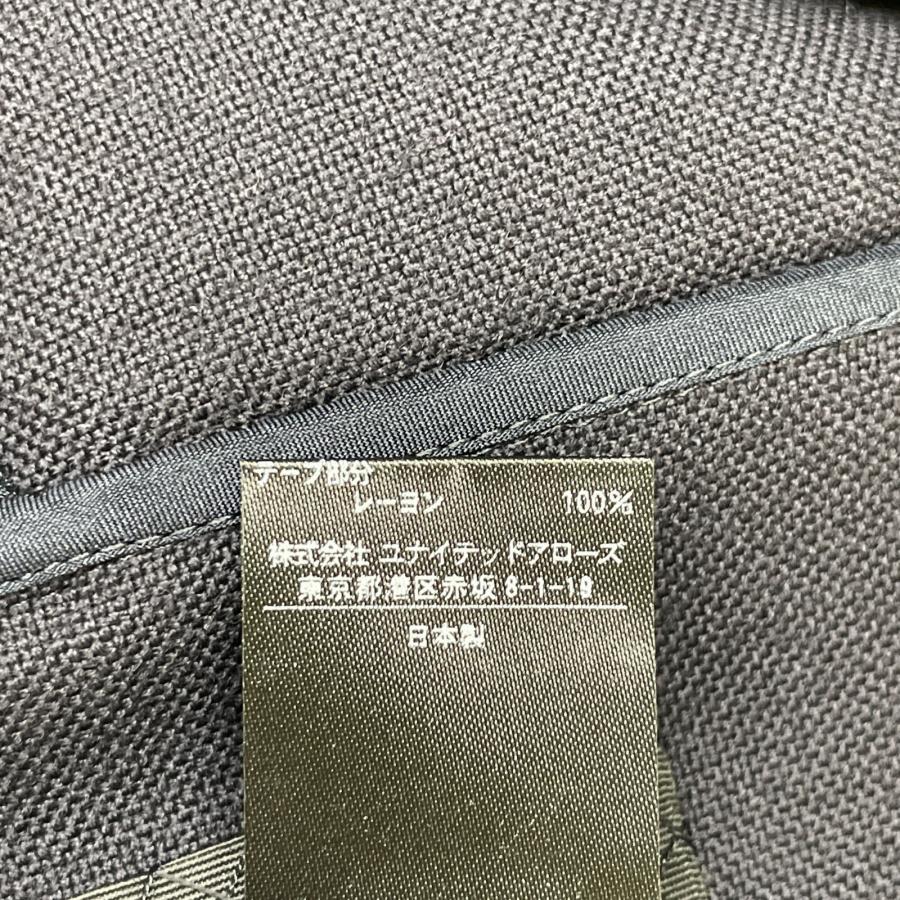 テープ部分
レーヨン 100%
株式会社 ユナイテッドアローズ
東京都港区赤坂 8-1-19
日本製